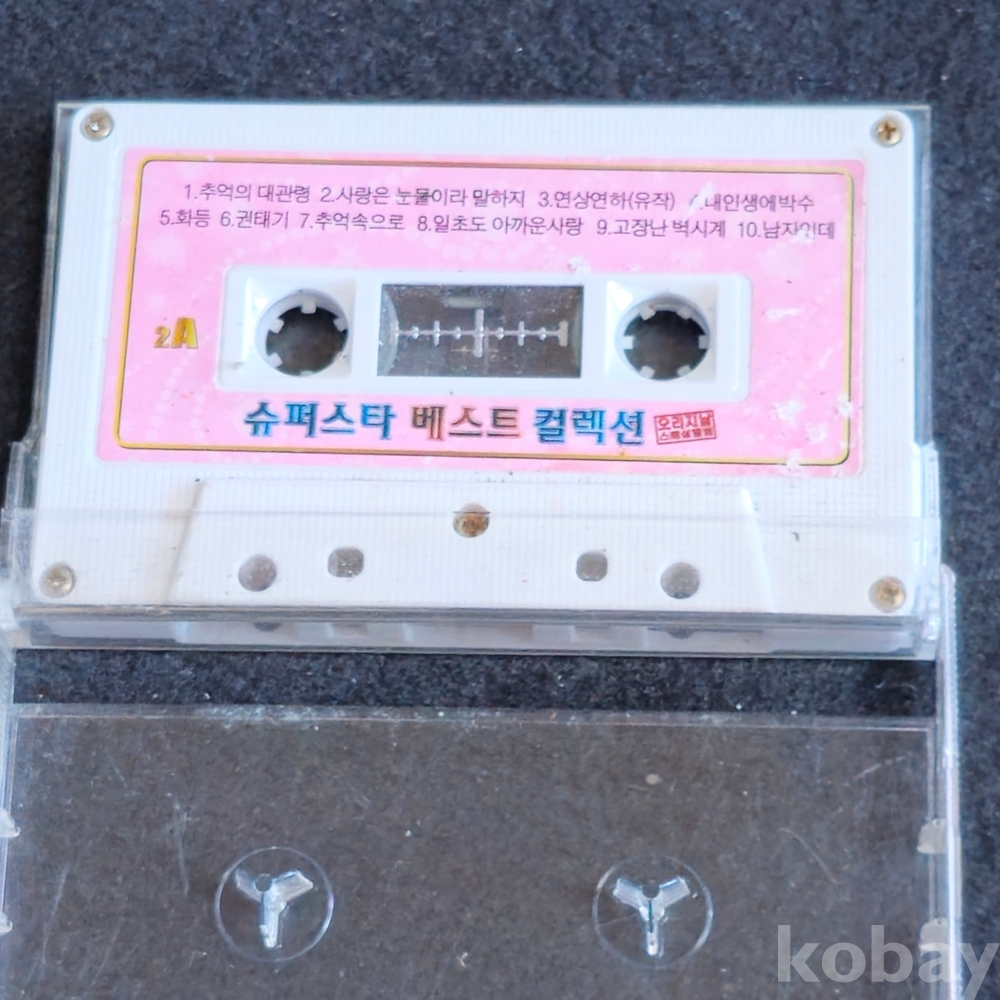 1.추억의 대관령 2.사랑은 눈물이라 말하지 3.연상연하(유작) 4.내인생에박수
5.화등 6.권태기 7.추억속으로 8.일초도 아까운사랑 9.고장난 벽시계 10.남자인데
2A
슈퍼스타 베스트 컬렉션
오리지날
kobay